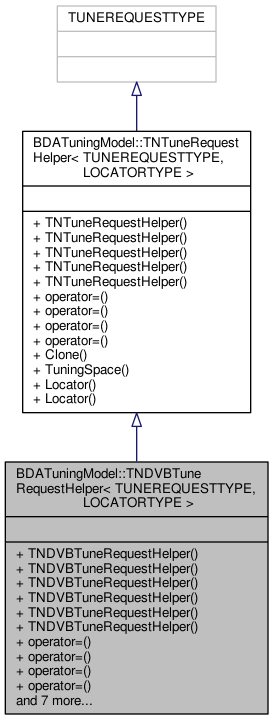 TUNEREQUESTTYPE
BDATuningModel::TNTuneRequest
Helper< TUNEREQUESTTYPE,
LOCATORTYPE >
+ TNTuneRequestHelper()
+ TNTuneRequestHelper()
+ TNTuneRequestHelper()
+ TNTuneRequestHelper()
+ TNTuneRequestHelper()
+ operator=()
+ operator=()
+ operator=()
+ operator=()
+ Clone()
+ TuningSpace()
+ Locator()
+ Locator()
BDATuningModel::TNDVBTune
RequestHelper< TUNEREQUESTTYPE,
LOCATORTYPE >
+ TNDVBTuneRequestHelper()
+ TNDVBTuneRequestHelper()
+ TNDVBTuneRequestHelper()
+ TNDVBTuneRequestHelper()
+ TNDVBTuneRequestHelper()
+ TNDVBTuneRequestHelper()
+ operator=()
+ operator=()
+ operator=()
+ operator=()
and 7 more...